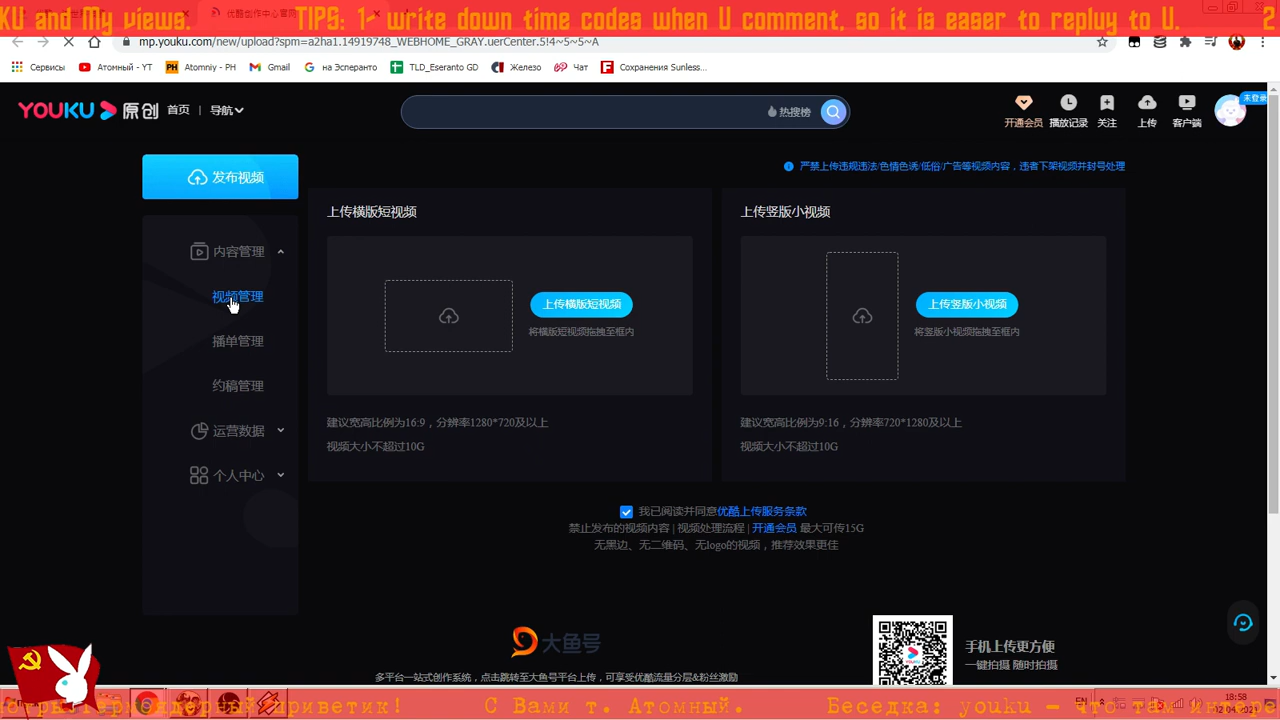 KU and My views. TIPS: 1- write down time codes when U comment, so it is easer to repluy to U. 2
优酷创作中心官网
mp.youku.com/new/upload?spm=a2ha1.14919748_WEBHOME_GRAY.uerCenter.5!4~5~5~A
Сервисы Атомный - YT Atomniy - PH Gmail на Эсперанто TLD_Eseranto GD Железо Чат Сохранения Sunless...
YOUKU 原创 首页 | 导航 热搜榜 开通会员 播放记录 关注 上传 客户端 未登录
发布视频
严禁上传违规违法/色情色诱/低俗/广告等视频内容，违者下架视频并封号处理
内容管理
视频管理
播单管理
约稿管理
运营数据
个人中心
上传横版短视频
上传横版短视频
将横版短视频拖拽至框内
建议宽高比例为16:9，分辨率1280*720及以上
视频大小不超过10G
上传竖版小视频
上传竖版小视频
将竖版小视频拖拽至框内
建议宽高比例为9:16，分辨率720*1280及以上
视频大小不超过10G
我已阅读并同意优酷上传服务条款
禁止发布的视频内容 | 视频处理流程 | 开通会员 最大可传15G
无黑边、无二维码、无logo的视频，推荐效果更佳
大鱼号
多平台一站式创作系统，点击跳转至大鱼号平台上传，可享受优酷流量分层&粉丝激励
手机上传更方便
一键拍摄 随时拍摄
EN 18:58
приветик! С Вами т. Атомный. Беседка: youku - что там